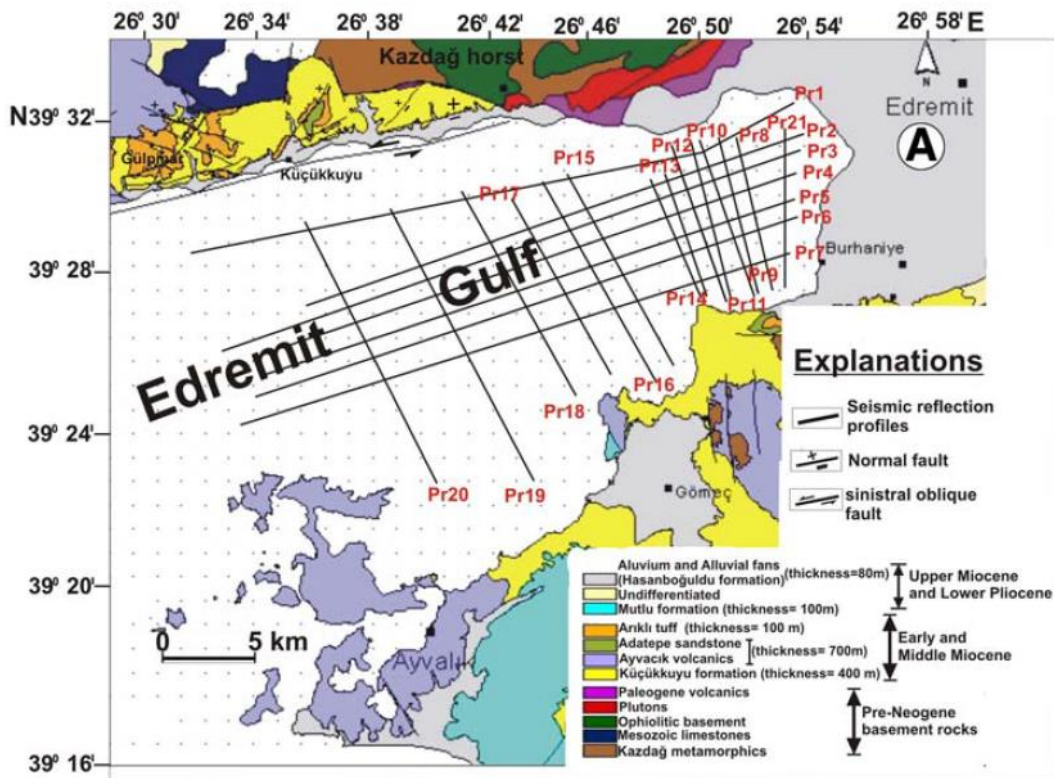 26° 30' 26° 34' 26° 38' 26° 42' 26° 46' 26° 50' 26° 54' 26° 58' E
N39° 32'
39° 28'
39° 24'
39° 20'
39° 16'
Kazdağ horst
N
Edremit
A
Gülpınar
Küçükkuyu
Pr1
Pr21
Pr2
Pr10
Pr8
Pr12
Pr3
Pr15
Pr13
Pr4
Pr17
Pr5
Pr6
Pr7
Burhaniye
Pr9
Pr14
Pr11
Edremit Gulf
Pr16
Pr18
Pr20
Pr19
Gömeç
Ayvalık
0 5 km
Explanations
Seismic reflection
profiles
Normal fault
sinistral oblique
fault
Aluvium and Alluvial fans
(Hasanboğuldu formation) (thickness=80m)
Undifferentiated
Mutlu formation (thickness= 100m)
Upper Miocene
and Lower Pliocene
Arıklı tuff (thickness= 100 m)
Adatepe sandstone
Ayvacık volcanics
(thickness= 700m)
Küçükkuyu formation (thickness= 400 m)
Early and
Middle Miocene
Paleogene volcanics
Plutons
Ophiolitic basement
Mesozoic limestones
Kazdağ metamorphics
Pre-Neogene
basement rocks